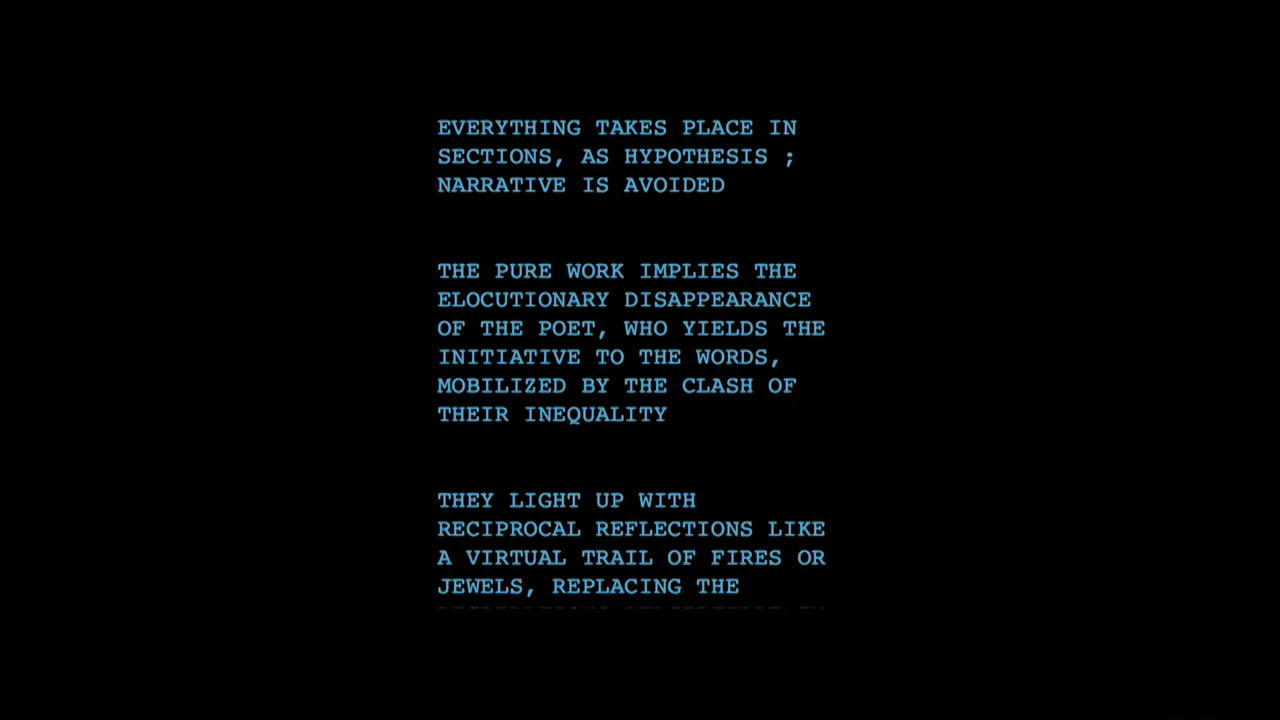 EVERYTHING TAKES PLACE IN
SECTIONS, AS HYPOTHESIS ;
NARRATIVE IS AVOIDED
THE PURE WORK IMPLIES THE
ELOCUTIONARY DISAPPEARANCE
OF THE POET, WHO YIELDS THE
INITIATIVE TO THE WORDS,
MOBILIZED BY THE CLASH OF
THEIR INEQUALITY
THEY LIGHT UP WITH
RECIPROCAL REFLECTIONS LIKE
A VIRTUAL TRAIL OF FIRES OR
JEWELS, REPLACING THE